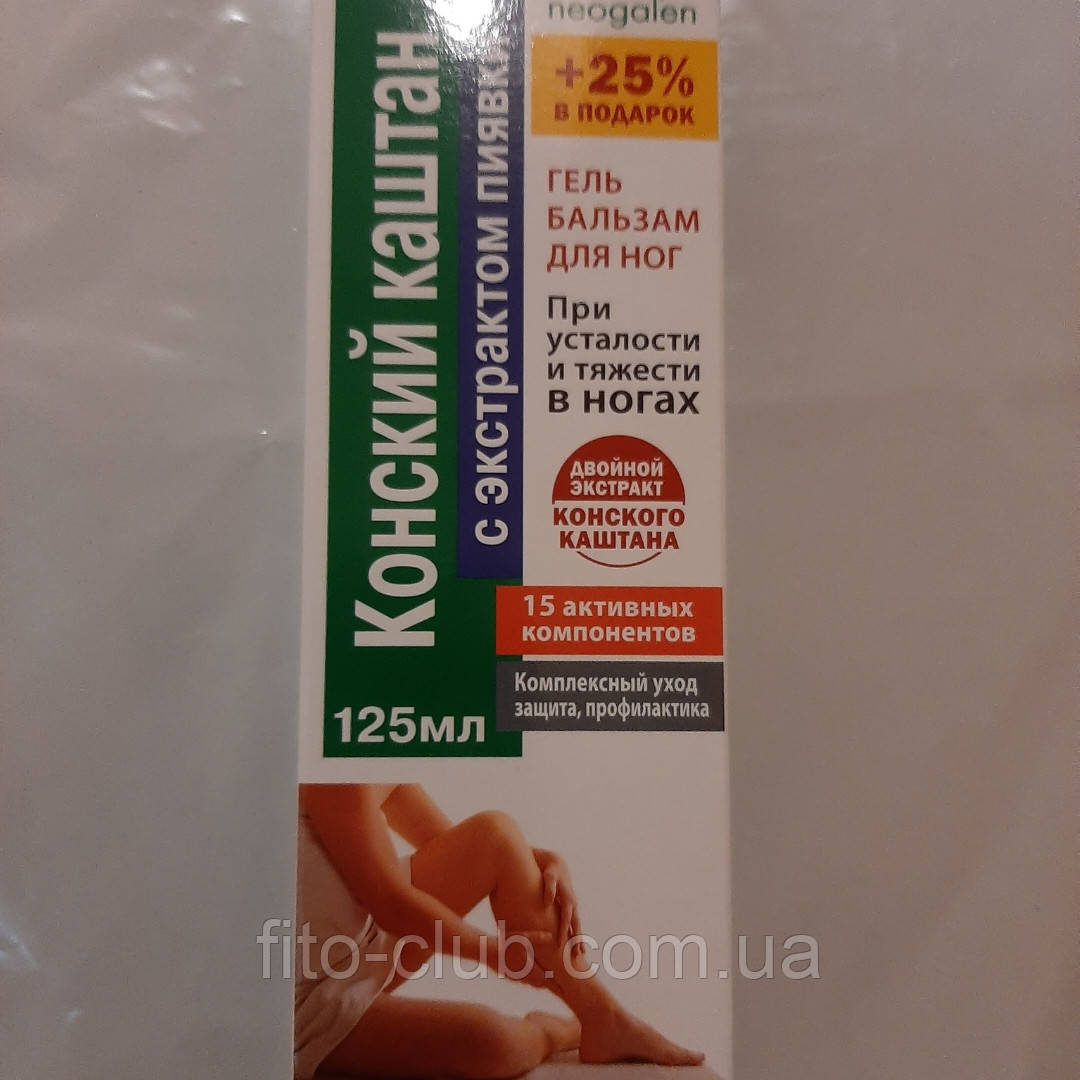 neogalen
+25%
В ПОДАРОК
Конский каштан
с экстрактом пиявки
ГЕЛЬ
БАЛЬЗАМ
ДЛЯ НОГ
При
усталости
и тяжести
в ногах
ДВОЙНОЙ
ЭКСТРАКТ
КОНСКОГО
КАШТАНА
15 активных
компонентов
Комплексный уход
защита, профилактика
125мл
fito-club.com.ua